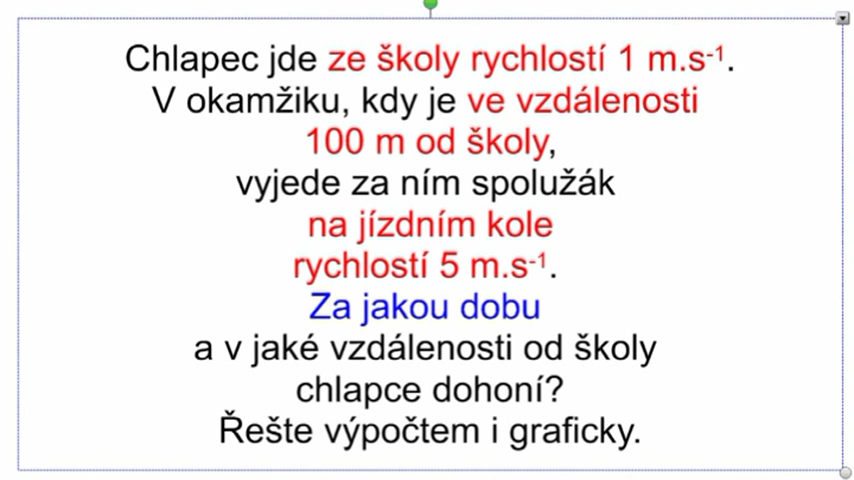 Chlapec jde ze školy rychlostí 1 m.s⁻¹.
V okamžiku, kdy je ve vzdálenosti
100 m od školy,
vyjede za ním spolužák
na jízdním kole
rychlostí 5 m.s⁻¹.
Za jakou dobu
a v jaké vzdálenosti od školy
chlapce dohoní?
Řešte výpočtem i graficky.